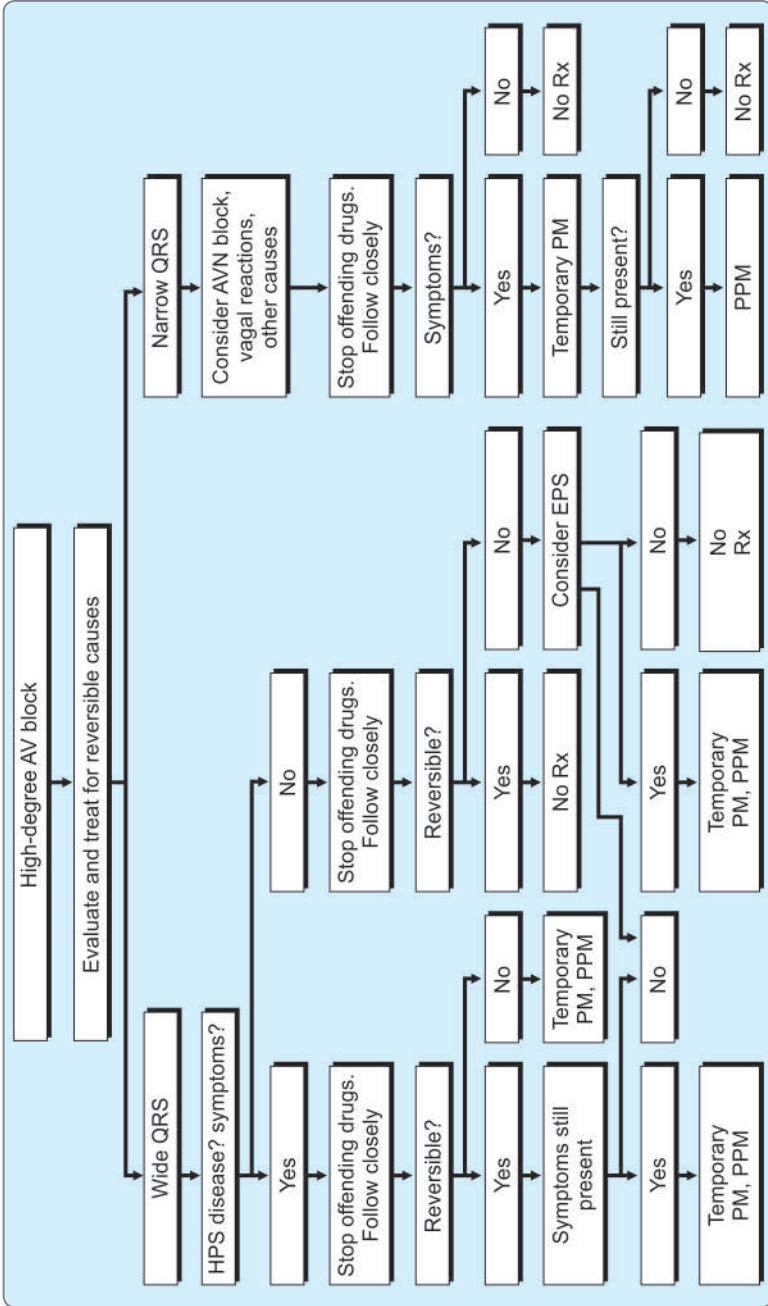 High-degree AV block
Evaluate and treat for reversible causes
Wide QRS
Narrow QRS
HPS disease? symptoms?
Consider AVN block,
vagal reactions,
other causes
Yes
No
Stop offending drugs.
Follow closely
Stop offending drugs.
Follow closely
Stop offending drugs.
Follow closely
Reversible?
Reversible?
Symptoms?
Yes
No
Yes
No
Yes
No
Symptoms still
present
Temporary
PM, PPM
No Rx
Consider EPS
Temporary PM
No Rx
Still present?
Yes
No
Yes
No
Yes
No
Temporary
PM, PPM
Temporary
PM, PPM
No
Rx
PPM
No Rx